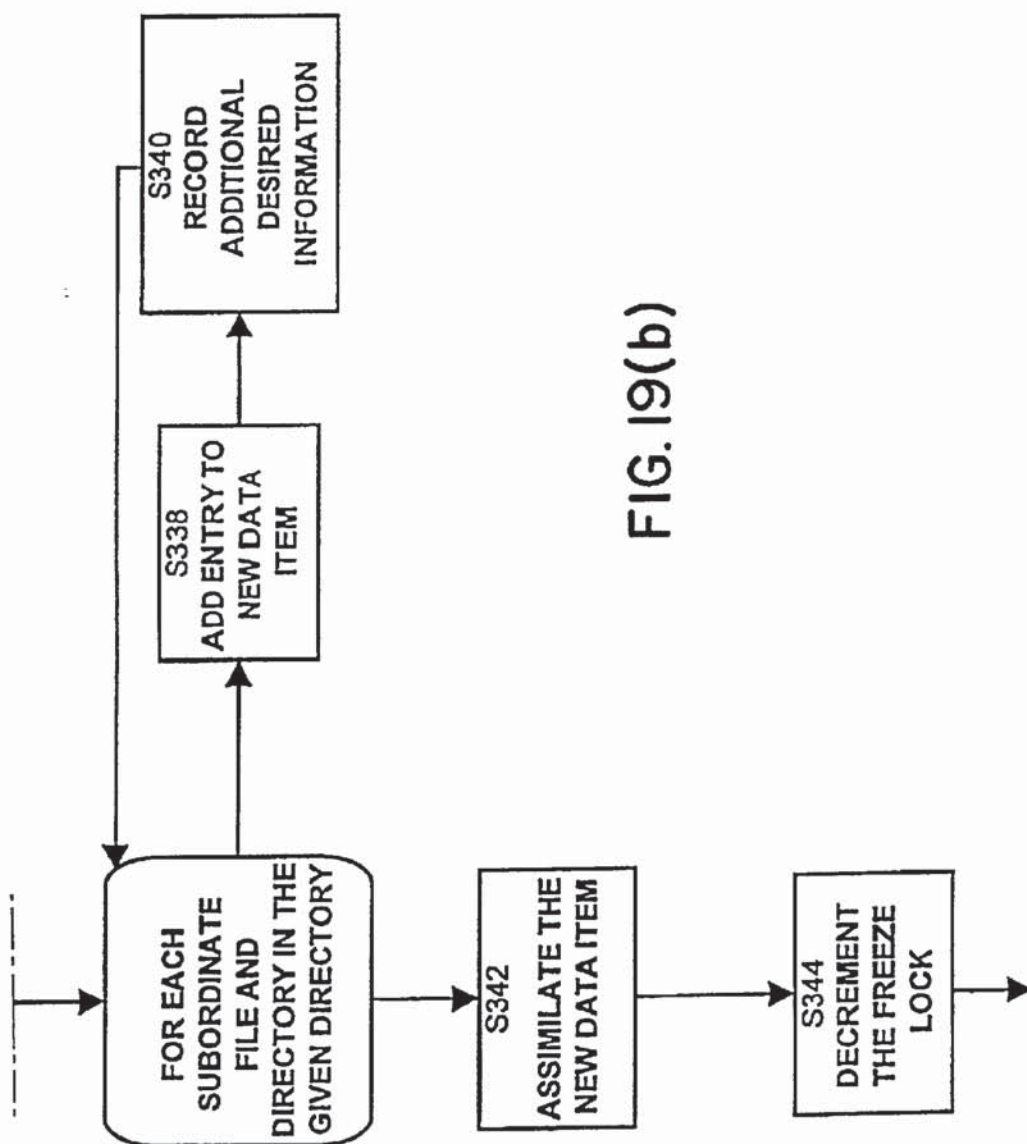 FOR EACH
SUBORDINATE
FILE AND
DIRECTORY IN THE
GIVEN DIRECTORY
S338
ADD ENTRY TO
NEW DATA
ITEM
S340
RECORD
ADDITIONAL
DESIRED
INFORMATION
S342
ASSIMILATE THE
NEW DATA ITEM
S344
DECREMENT
THE FREEZE
LOCK
FIG. 19(b)